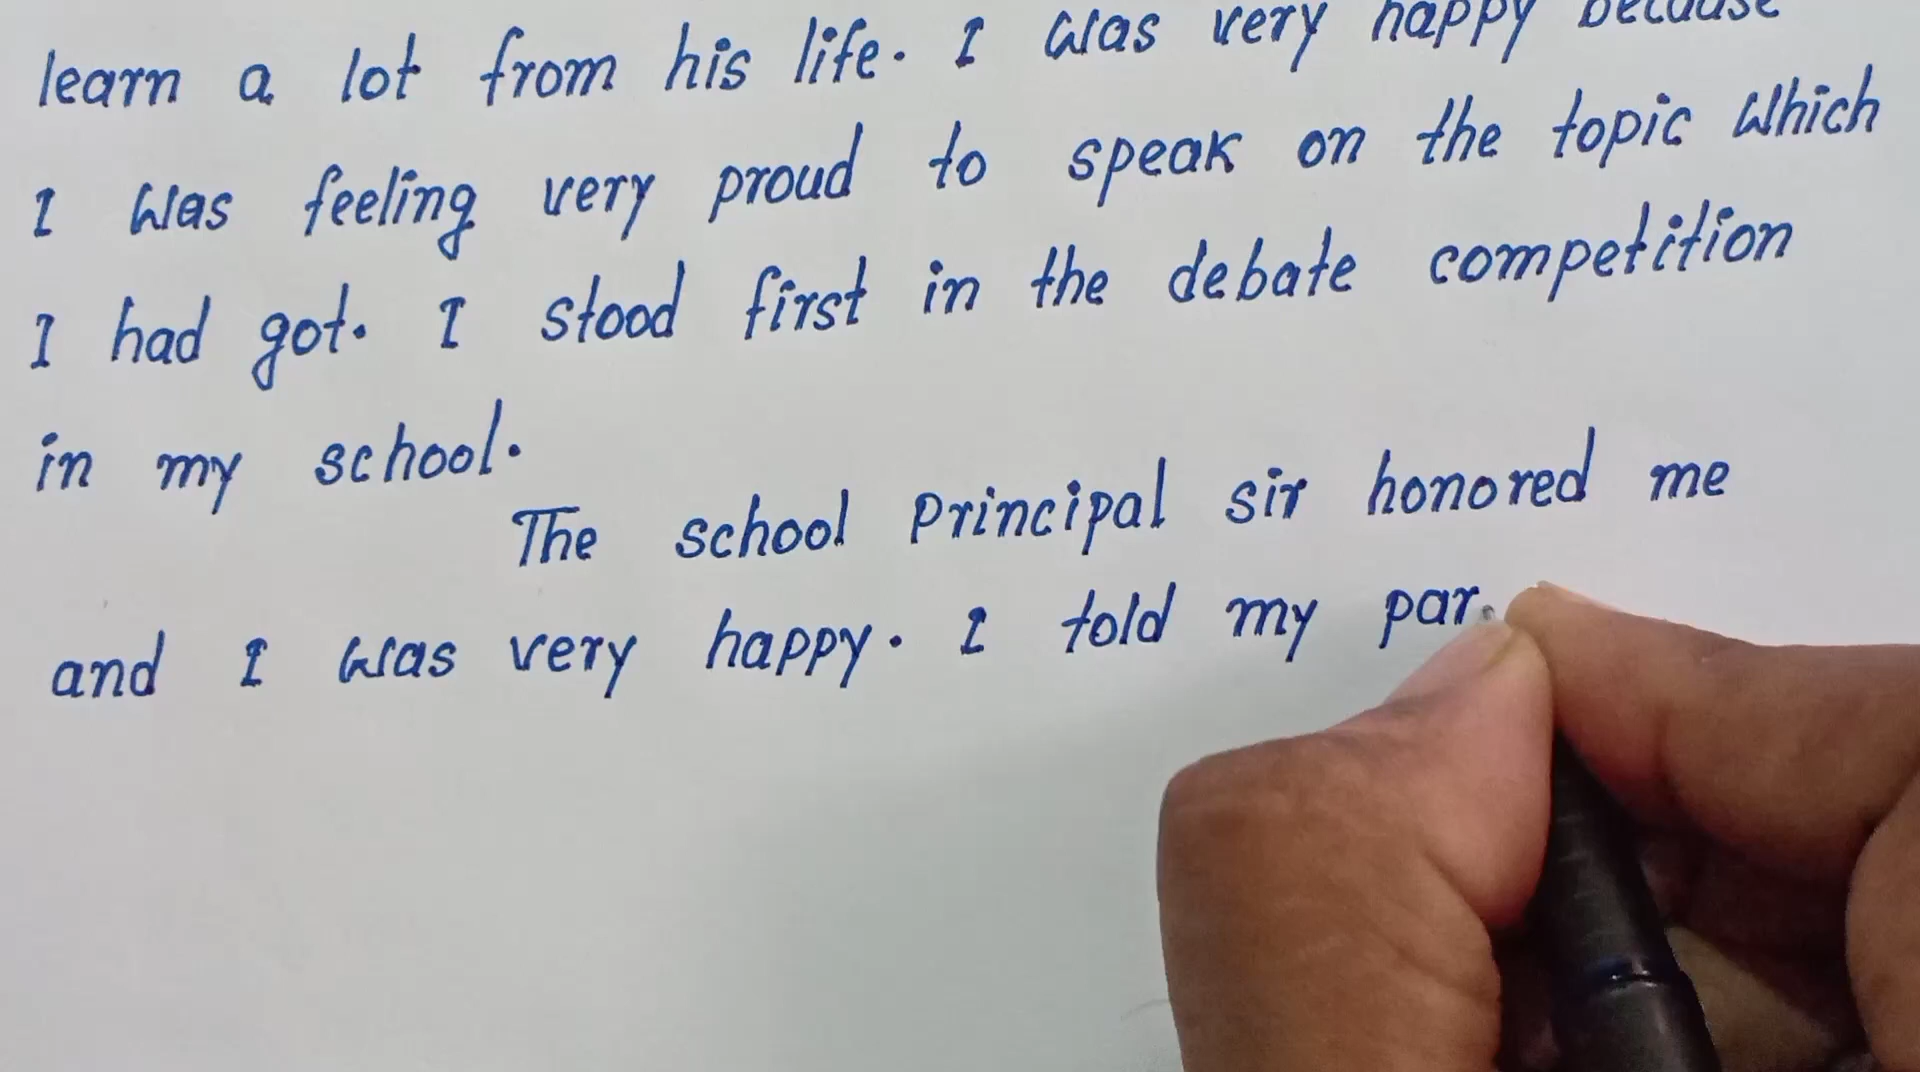 learn a lot from his life. I was very happy because
I was feeling very proud to speak on the topic which
I had got. I stood first in the debate competition
in my school.
The school Principal sir honored me
and I was very happy. I told my par